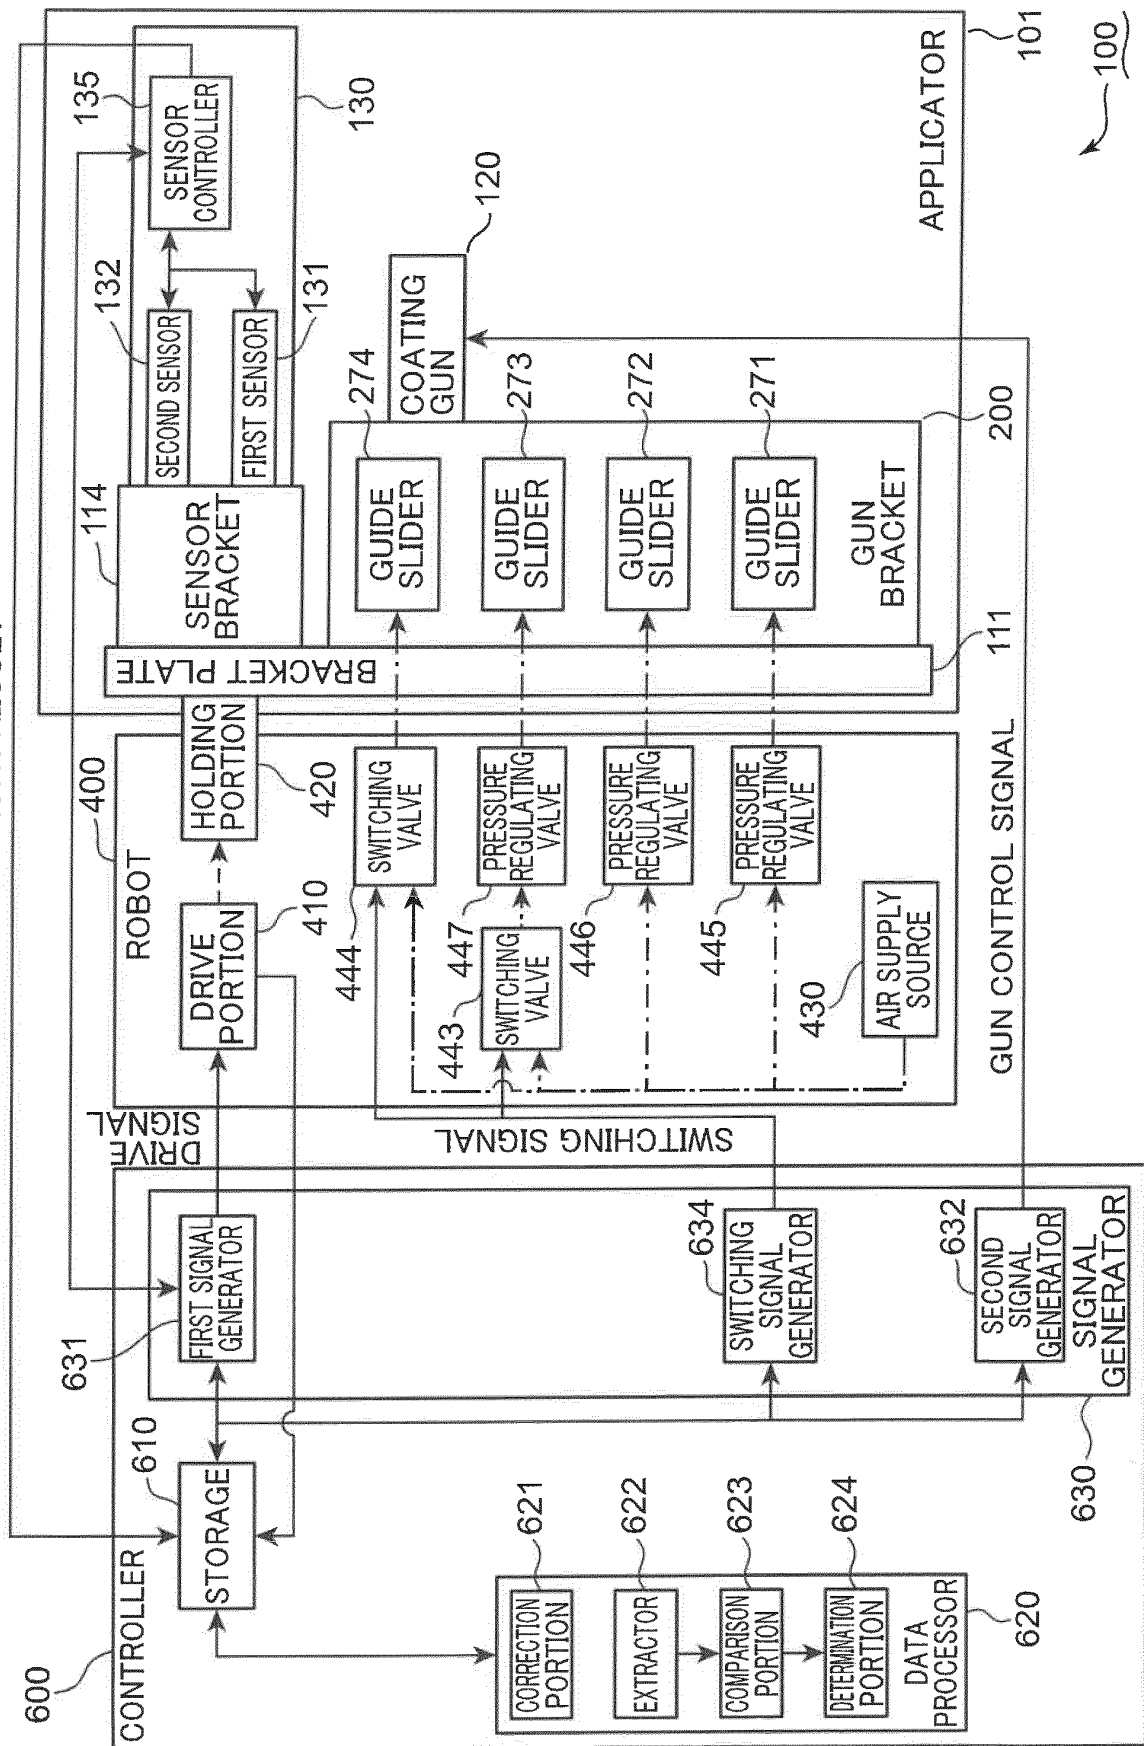 100
600
CONTROLLER
610
STORAGE
620
DATA
PROCESSOR
621
CORRECTION
PORTION
622
EXTRACTOR
623
COMPARISON
PORTION
624
DETERMINATION
PORTION
630
SIGNAL
GENERATOR
631
FIRST SIGNAL
GENERATOR
634
SWITCHING
SIGNAL
GENERATOR
632
SECOND
SIGNAL
GENERATOR
DRIVE
SIGNAL
SWITCHING SIGNAL
GUN CONTROL SIGNAL
400
ROBOT
410
DRIVE
PORTION
420
HOLDING
PORTION
444
SWITCHING
VALVE
443
SWITCHING
VALVE
447
PRESSURE
REGULATING
VALVE
446
PRESSURE
REGULATING
VALVE
445
PRESSURE
REGULATING
VALVE
430
AIR SUPPLY
SOURCE
101
APPLICATOR
111
BRACKET PLATE
114
SENSOR
BRACKET
132
SECOND SENSOR
131
FIRST SENSOR
135
SENSOR
CONTROLLER
130
120
COATING
GUN
274
GUIDE
SLIDER
273
GUIDE
SLIDER
272
GUIDE
SLIDER
271
GUIDE
SLIDER
200
GUN
BRACKET